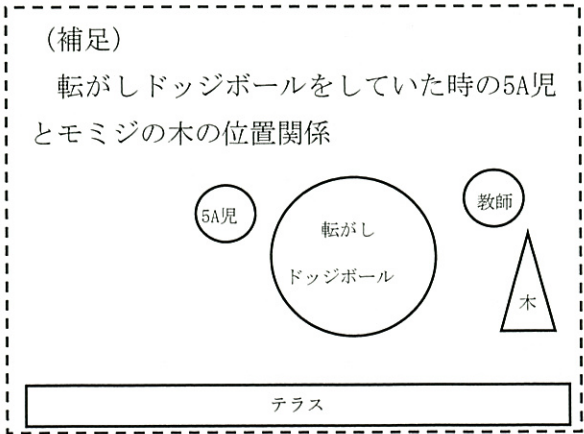 （補足）
転がしドッジボールをしていた時の5A児
とモミジの木の位置関係
5A児
転がし
ドッジボール
教師
木
テラス